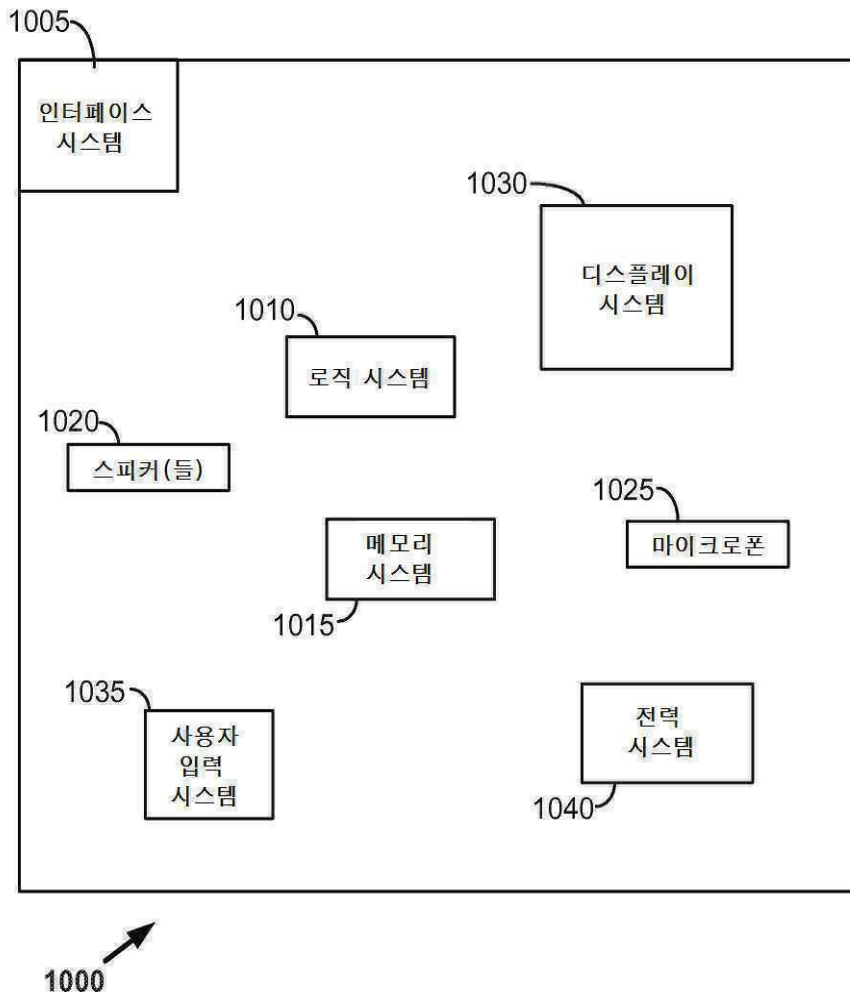 1005
인터페이스
시스템
1030
디스플레이
시스템
1010
로직 시스템
1020
스피커(들)
1025
마이크로폰
메모리
시스템
1015
1035
사용자
입력
시스템
전력
시스템
1040
1000